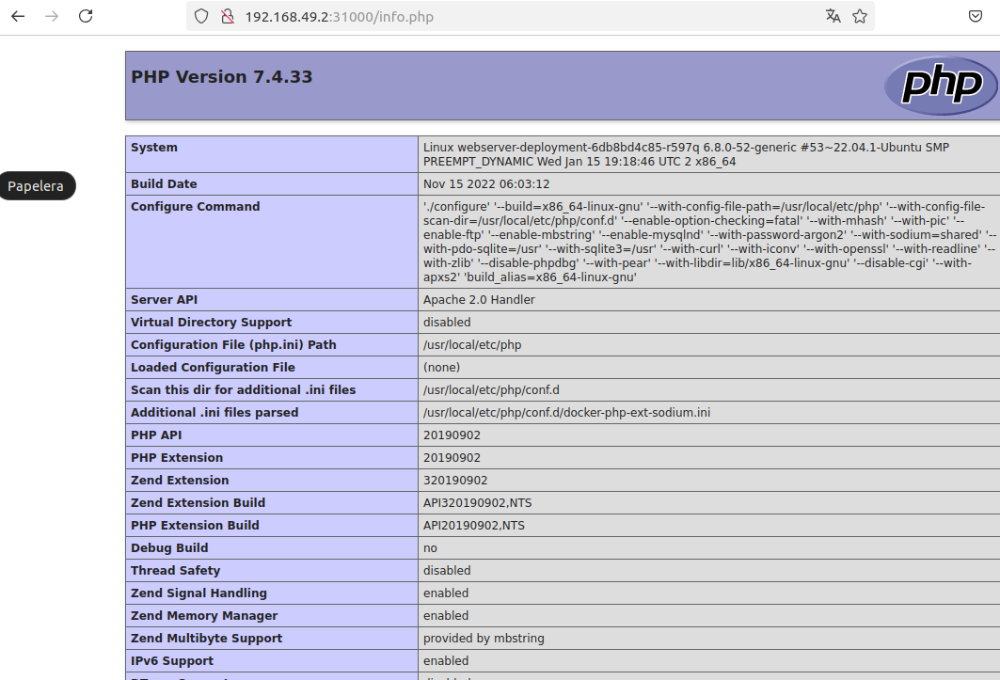 192.168.49.2:31000/info.php
PHP Version 7.4.33
php
System
Linux webserver-deployment-6db8bd4c85-r597q 6.8.0-52-generic #53~22.04.1-Ubuntu SMP
PREEMPT_DYNAMIC Wed Jan 15 19:18:46 UTC 2 x86_64
Papelera
Build Date
Nov 15 2022 06:03:12
Configure Command
'./configure' '--build=x86_64-linux-gnu' '--with-config-file-path=/usr/local/etc/php' '--with-config-file-
scan-dir=/usr/local/etc/php/conf.d' '--enable-option-checking=fatal' '--with-mhash' '--with-pic' '--
enable-ftp' '--enable-mbstring' '--enable-mysqlnd' '--with-password-argon2' '--with-sodium=shared' '--
with-pdo-sqlite=/usr' '--with-sqlite3=/usr' '--with-curl' '--with-iconv' '--with-openssl' '--with-readline' '--
with-zlib' '--disable-phpdbg' '--with-pear' '--with-libdir=lib/x86_64-linux-gnu' '--disable-cgi' '--with-
apxs2' 'build_alias=x86_64-linux-gnu'
Server API
Apache 2.0 Handler
Virtual Directory Support
disabled
Configuration File (php.ini) Path
/usr/local/etc/php
Loaded Configuration File
(none)
Scan this dir for additional .ini files
/usr/local/etc/php/conf.d
Additional .ini files parsed
/usr/local/etc/php/conf.d/docker-php-ext-sodium.ini
PHP API
20190902
PHP Extension
20190902
Zend Extension
320190902
Zend Extension Build
API320190902,NTS
PHP Extension Build
API20190902,NTS
Debug Build
no
Thread Safety
disabled
Zend Signal Handling
enabled
Zend Memory Manager
enabled
Zend Multibyte Support
provided by mbstring
IPv6 Support
enabled